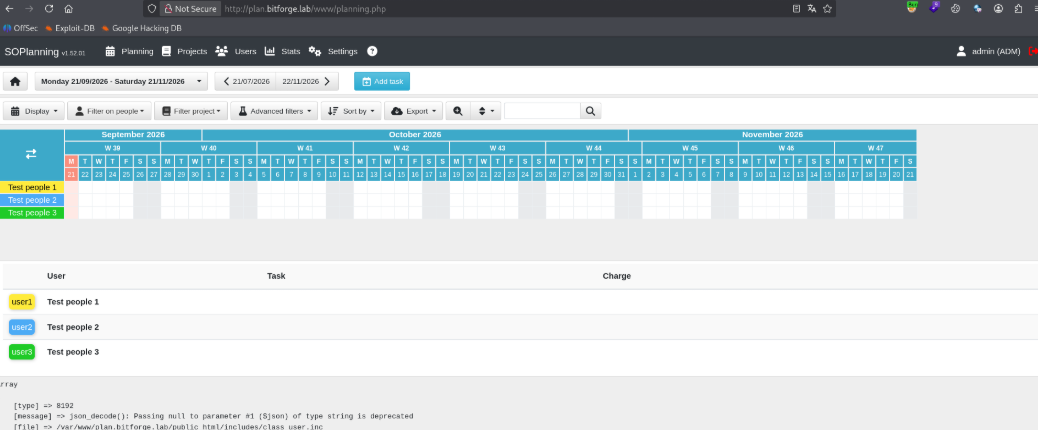 Not Secure http://plan.bitforge.lab/www/planning.php
OffSec Exploit-DB Google Hacking DB
SOPlanning v1.52.01 Planning Projects Users Stats Settings admin (ADM)
Monday 21/09/2026 - Saturday 21/11/2026 21/07/2026 22/11/2026 Add task
Display Filter on people Filter project Advanced filters Sort by Export
September 2026 October 2026 November 2026
W 39 W 40 W 41 W 42 W 43 W 44 W 45 W 46 W 47
M T W T F S S M T W T F S S M T W T F S S M T W T F S S M T W T F S S M T W T F S S M T W T F S S M T W T F S S M T W T F S
21 22 23 24 25 26 27 28 29 30 1 2 3 4 5 6 7 8 9 10 11 12 13 14 15 16 17 18 19 20 21 22 23 24 25 26 27 28 29 30 31 1 2 3 4 5 6 7 8 9 10 11 12 13 14 15 16 17 18 19 20 21
Test people 1
Test people 2
Test people 3
User Task Charge
user1 Test people 1
user2 Test people 2
user3 Test people 3
rray
[type] => 8192
[message] => json_decode(): Passing null to parameter #1 ($json) of type string is deprecated
[file] => /var/www/plan.bitforge.lab/public_html/includes/class_user.inc